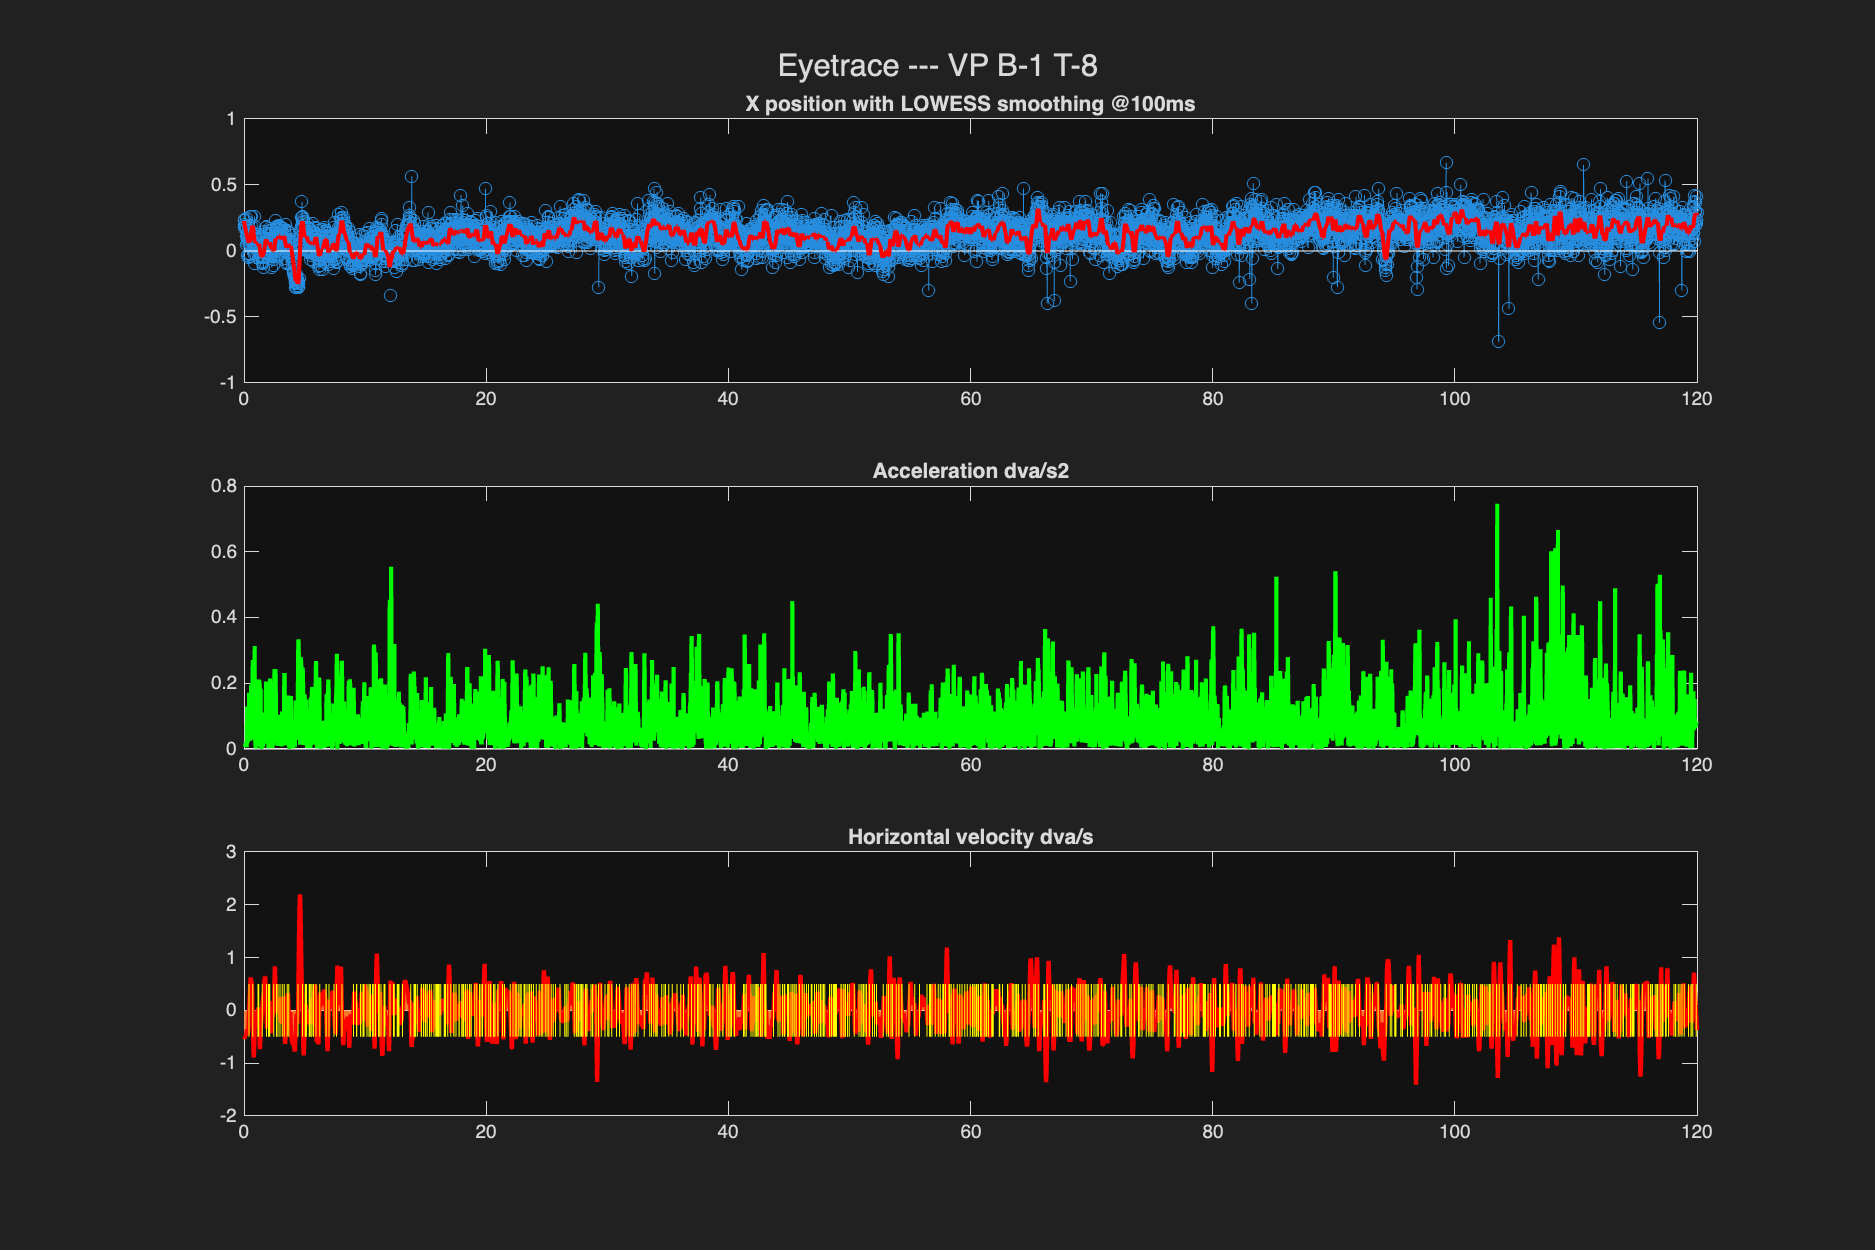 Eyetrace --- VP B-1 T-8
X position with LOWESS smoothing @100ms
1
0.5
0
-0.5
-1
0 20 40 60 80 100 120
Acceleration dva/s2
0.8
0.6
0.4
0.2
0
0 20 40 60 80 100 120
Horizontal velocity dva/s
3
2
1
0
-1
-2
0 20 40 60 80 100 120